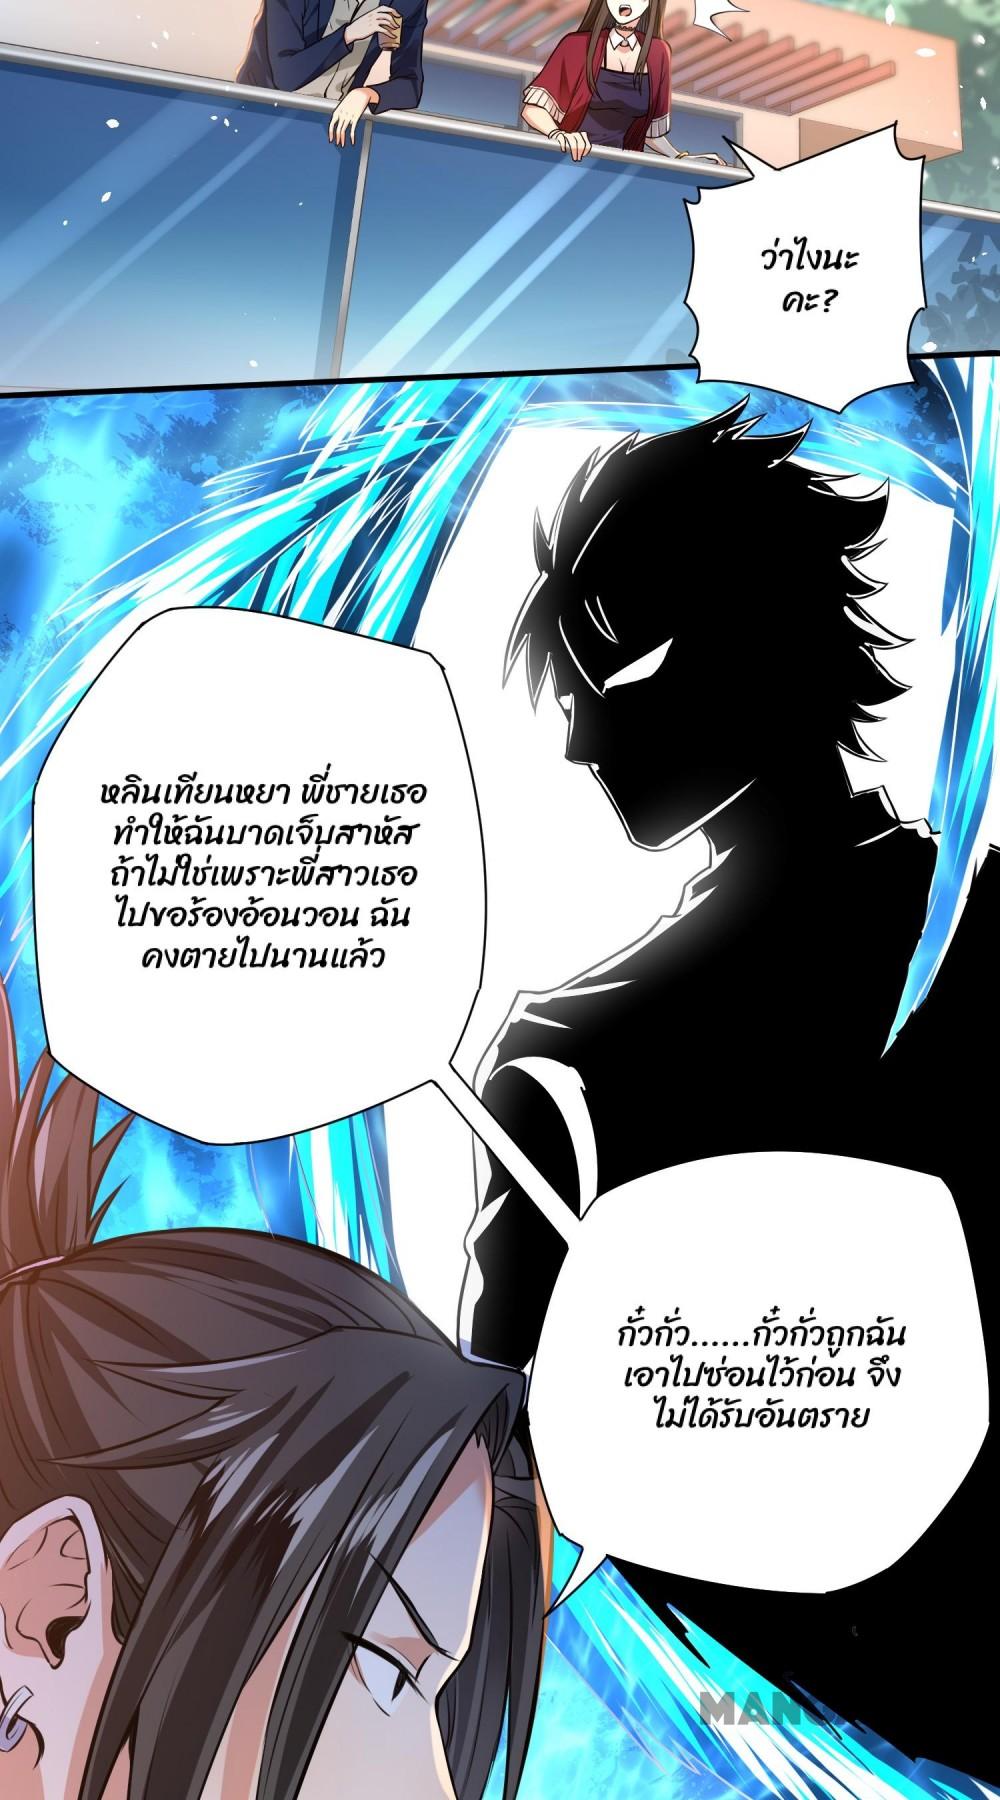 ว่าไงนะ
คะ?
หลินเทียนหยา พี่ชายเธอ
ทำให้ฉันบาดเจ็บสาหัส
ถ้าไม่ใช่เพราะพี่สาวเธอ
ไปขอร้องอ้อนวอน ฉัน
คงตายไปนานแล้ว
กั๋วกั่ว......กั๋วกั่วถูกฉัน
เอาไปซ่อนไว้ก่อน จึง
ไม่ได้รับอันตราย